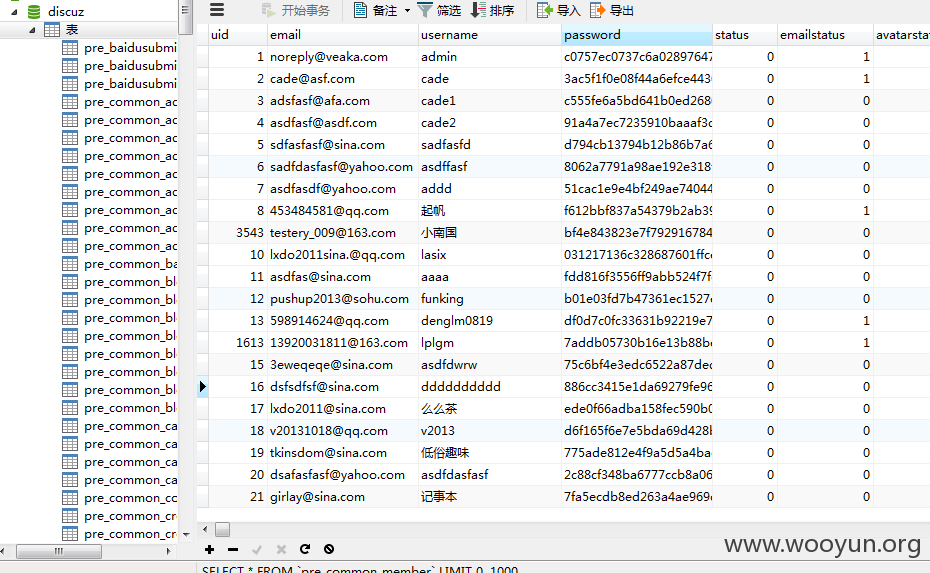 discuz
表
pre_baidusubmi
pre_baidusubmi
pre_baidusubmi
pre_common_ac
pre_common_ac
pre_common_ac
pre_common_ac
pre_common_ac
pre_common_ac
pre_common_ac
pre_common_ac
pre_common_ac
pre_common_ba
pre_common_bl
pre_common_bl
pre_common_bl
pre_common_bl
pre_common_bl
pre_common_bl
pre_common_bl
pre_common_bl
pre_common_ca
pre_common_ca
pre_common_ca
pre_common_ca
pre_common_cc
pre_common_cr
pre_common_cr
开始事务 备注 筛选 排序 导入 导出
uid email username password status emailstatus avatarstat
1 noreply@veaka.com admin c0757ec0737c6a02897647 0 1
2 cade@asf.com cade 3ac5f1f0e08f44a6efce443 0 1
3 adsfasf@afa.com cade1 c555fe6a5bd641b0ed268 0 0
4 asdfasf@asdf.com cade2 91a4a7ec7235910baaaf3c 0 0
5 sdfasfasf@sina.com sadfasfd d794cb13794b12b86b7a6 0 0
6 sadfdasfasf@yahoo.com asdffasf 8062a7791a98ae192e318 0 0
7 asdfasdf@yahoo.com addd 51cac1e9e4bf249ae74044 0 0
8 453484581@qq.com 起帆 f612bbf837a54379b2ab39 0 1
3543 testery_009@163.com 小南国 bf4e843823e7f792916784 0 0
10 lxdo2011sina.@qq.com lasix 031217136c328687601ffc 0 0
11 asdfas@sina.com aaaa fdd816f3556ff9abb524f7f 0 0
12 pushup2013@sohu.com funking b01e03fd7b47361ec1527 0 0
13 598914624@qq.com denglm0819 df0d7c0fc33631b92219e7 0 1
1613 13920031811@163.com lplgm 7addb05730b16e13b88b 0 1
15 3eweqeqe@sina.com asdfdwrw 75c6bf4e3edc6522a87dec 0 0
16 dsfsdfsf@sina.com dddddddddd 886cc3415e1da69279fe96 0 0
17 lxdo2011@sina.com 么么茶 ede0f66adba158fec590b0 0 0
18 v20131018@qq.com v2013 d6f165f6e7e5bda69d428 0 0
19 tkinsdom@sina.com 低俗趣味 775ade812e4f9a5d5a4ba 0 0
20 dsafasfasf@yahoo.com asdfdasfasf 2c88cf348ba6777ccb8a06 0 0
21 girlay@sina.com 记事本 7fa5ecdb8ed263a4ae969 0 0
www.wooyun.org
SELECT * FROM `pre_common_member` LIMIT 0, 1000